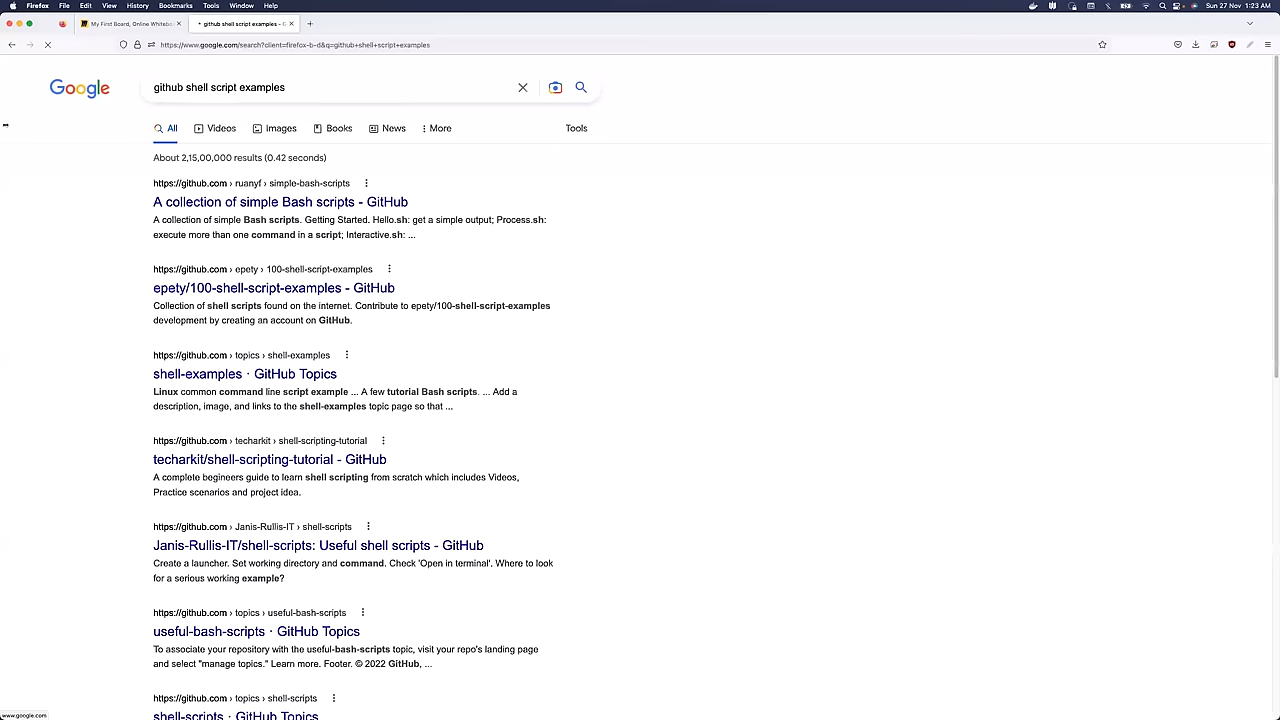 Firefox File Edit View History Bookmarks Tools Window Help Sun 27 Nov 1:23 AM
My First Board, Online Whitebo
github shell script examples - G
https://www.google.com/search?client=firefox-b-d&q=github+shell+script+examples
Google
github shell script examples
All Videos Images Books News More Tools
About 2,15,00,000 results (0.42 seconds)
https://github.com › ruanyf › simple-bash-scripts
A collection of simple Bash scripts - GitHub
A collection of simple Bash scripts. Getting Started. Hello.sh: get a simple output; Process.sh:
execute more than one command in a script; Interactive.sh: ...
https://github.com › epety › 100-shell-script-examples
epety/100-shell-script-examples - GitHub
Collection of shell scripts found on the internet. Contribute to epety/100-shell-script-examples
development by creating an account on GitHub.
https://github.com › topics › shell-examples
shell-examples · GitHub Topics
Linux common command line script example ... A few tutorial Bash scripts. ... Add a
description, image, and links to the shell-examples topic page so that ...
https://github.com › techarkit › shell-scripting-tutorial
techarkit/shell-scripting-tutorial - GitHub
A complete begineers guide to learn shell scripting from scratch which includes Videos,
Practice scenarios and project idea.
https://github.com › Janis-Rullis-IT › shell-scripts
Janis-Rullis-IT/shell-scripts: Useful shell scripts - GitHub
Create a launcher. Set working directory and command. Check 'Open in terminal'. Where to look
for a serious working example?
https://github.com › topics › useful-bash-scripts
useful-bash-scripts · GitHub Topics
To associate your repository with the useful-bash-scripts topic, visit your repo's landing page
and select "manage topics." Learn more. Footer. © 2022 GitHub, ...
https://github.com › topics › shell-scripts
shell-scripts · GitHub Topics
www.google.com